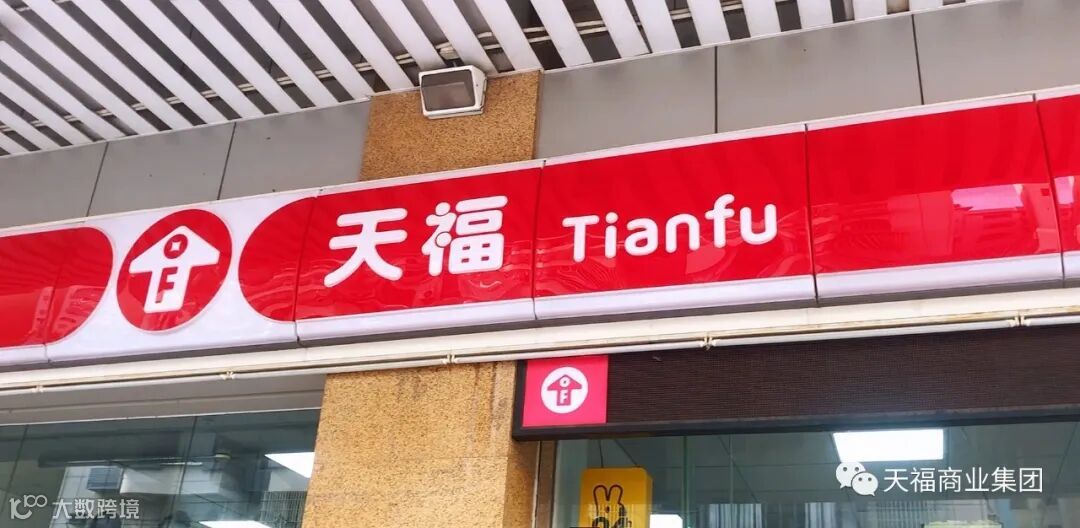 天福 Tianfu
天福商业集团
大数跨境